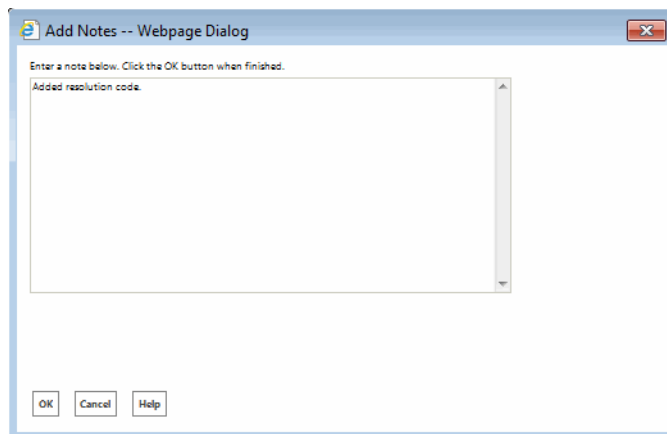 Add Notes -- Webpage Dialog
Enter a note below. Click the OK button when finished.
Added resolution code.
OK Cancel Help